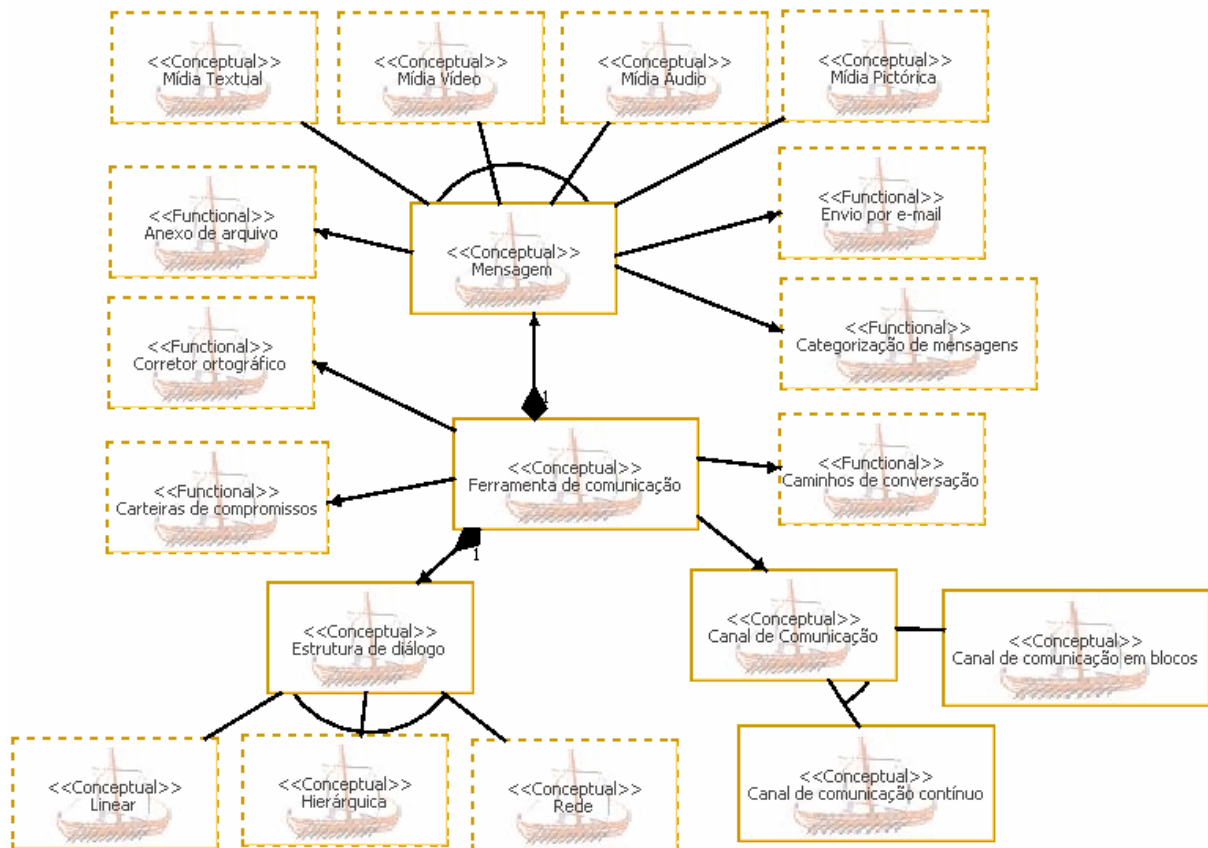 <<Conceptual>>
Mídia Textual
<<Conceptual>>
Mídia Vídeo
<<Conceptual>>
Mídia Áudio
<<Conceptual>>
Mídia Pictórica
<<Functional>>
Anexo de arquivo
<<Conceptual>>
Mensagem
<<Functional>>
Envio por e-mail
<<Functional>>
Corretor ortográfico
<<Functional>>
Categorização de mensagens
1
<<Functional>>
Carteiras de compromissos
<<Conceptual>>
Ferramenta de comunicação
<<Functional>>
Caminhos de conversação
1
<<Conceptual>>
Estrutura de diálogo
<<Conceptual>>
Canal de Comunicação
<<Conceptual>>
Canal de comunicação em blocos
<<Conceptual>>
Linear
<<Conceptual>>
Hierárquica
<<Conceptual>>
Rede
<<Conceptual>>
Canal de comunicação contínuo